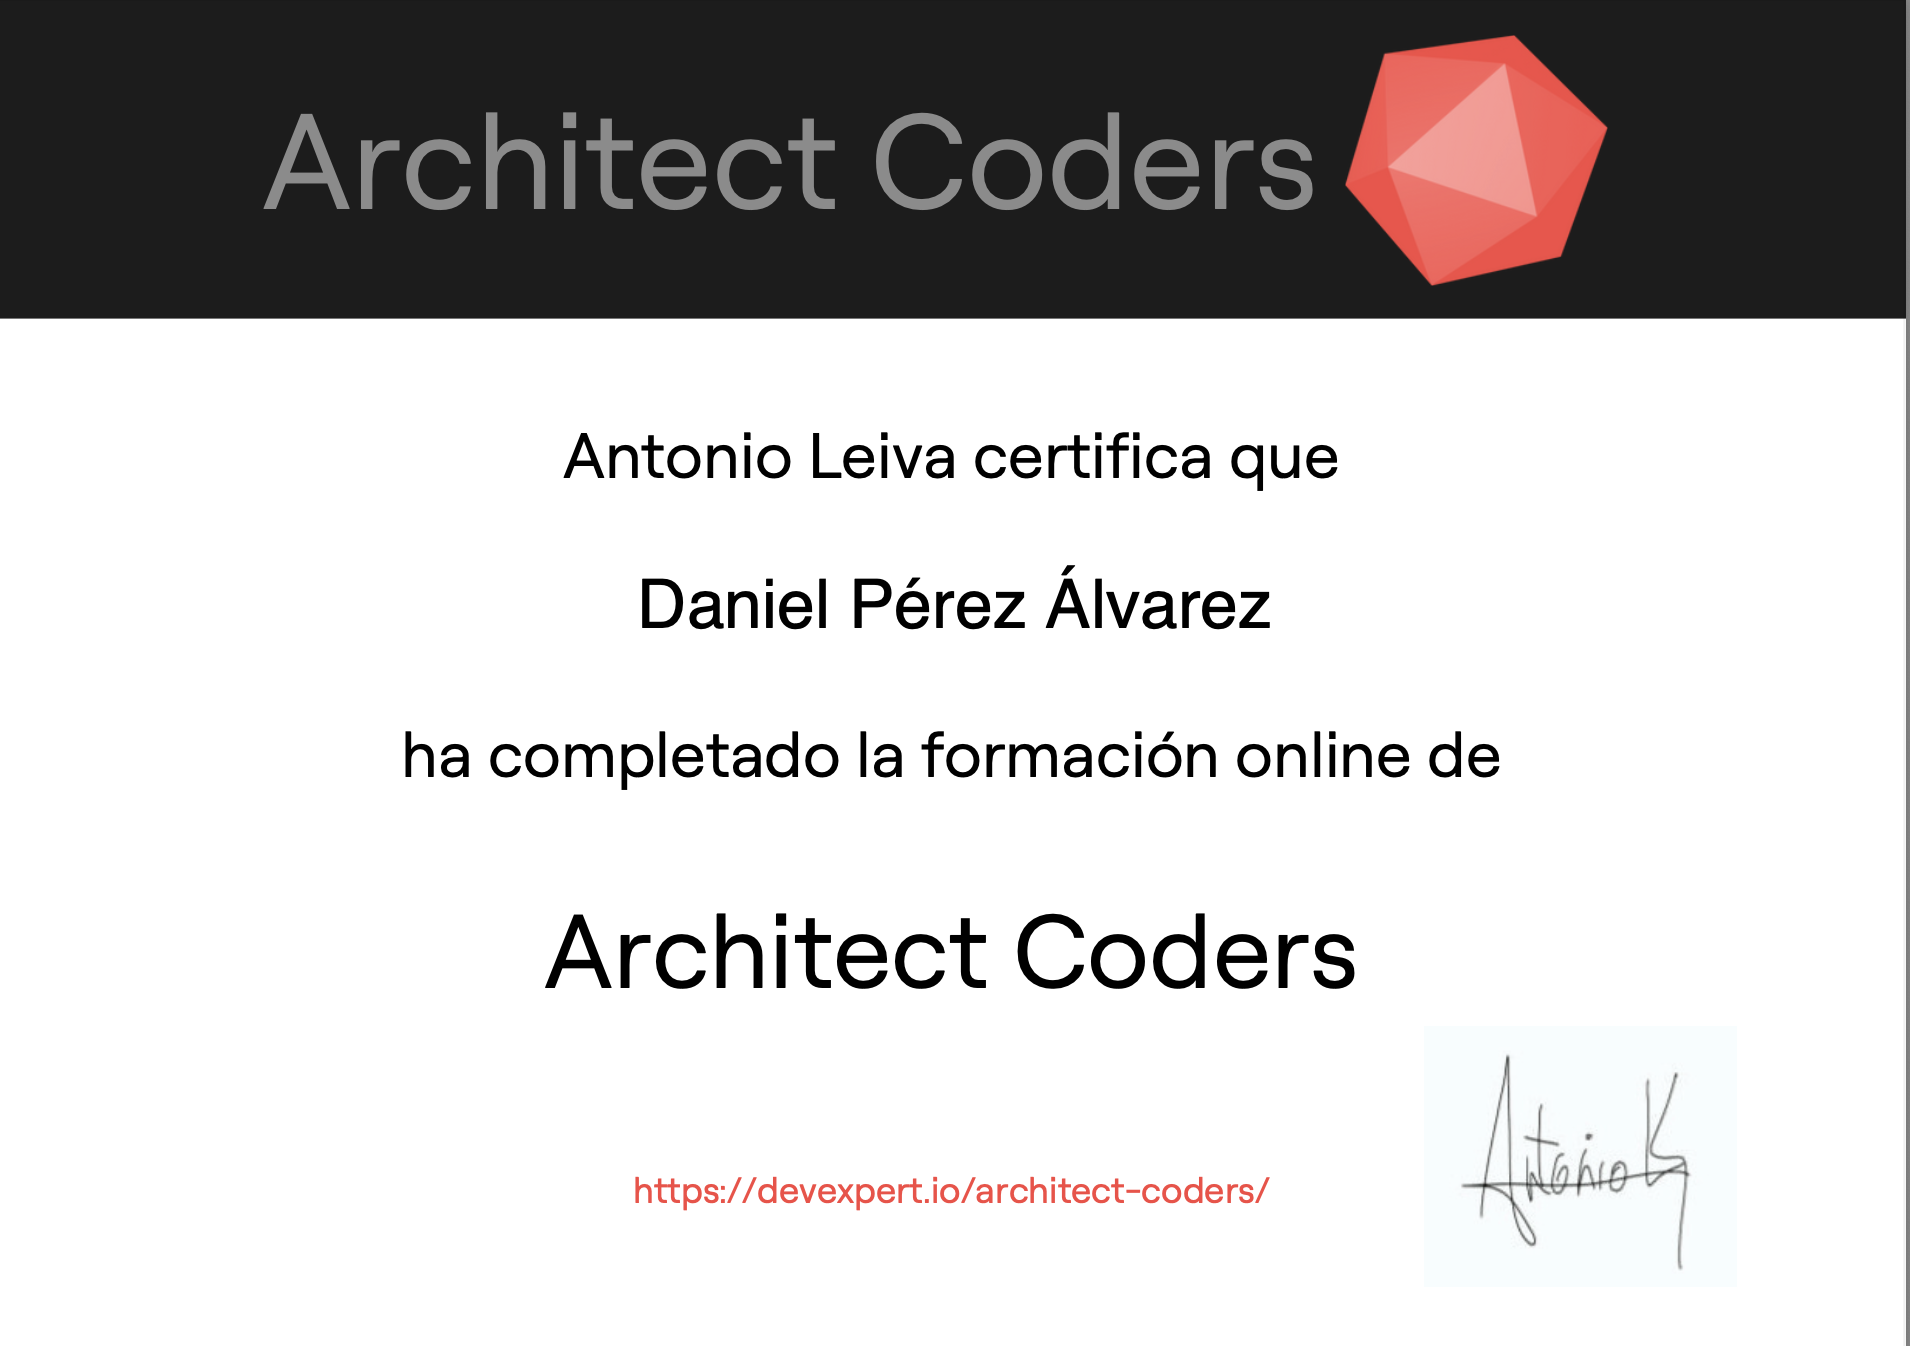 Architect Coders
Antonio Leiva certifica que
Daniel Pérez Álvarez
ha completado la formación online de
Architect Coders
https://devexpert.io/architect-coders/
Antonio